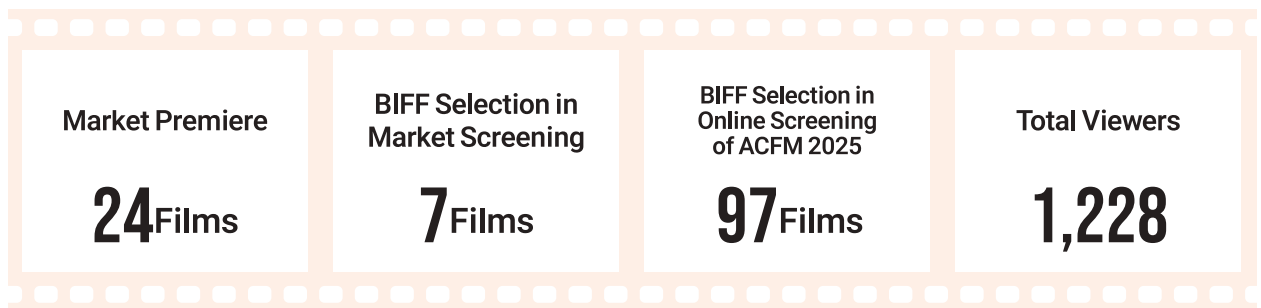 Market Premiere
24Films
BIFF Selection in
Market Screening
7Films
BIFF Selection in
Online Screening
of ACFM 2025
97Films
Total Viewers
1,228